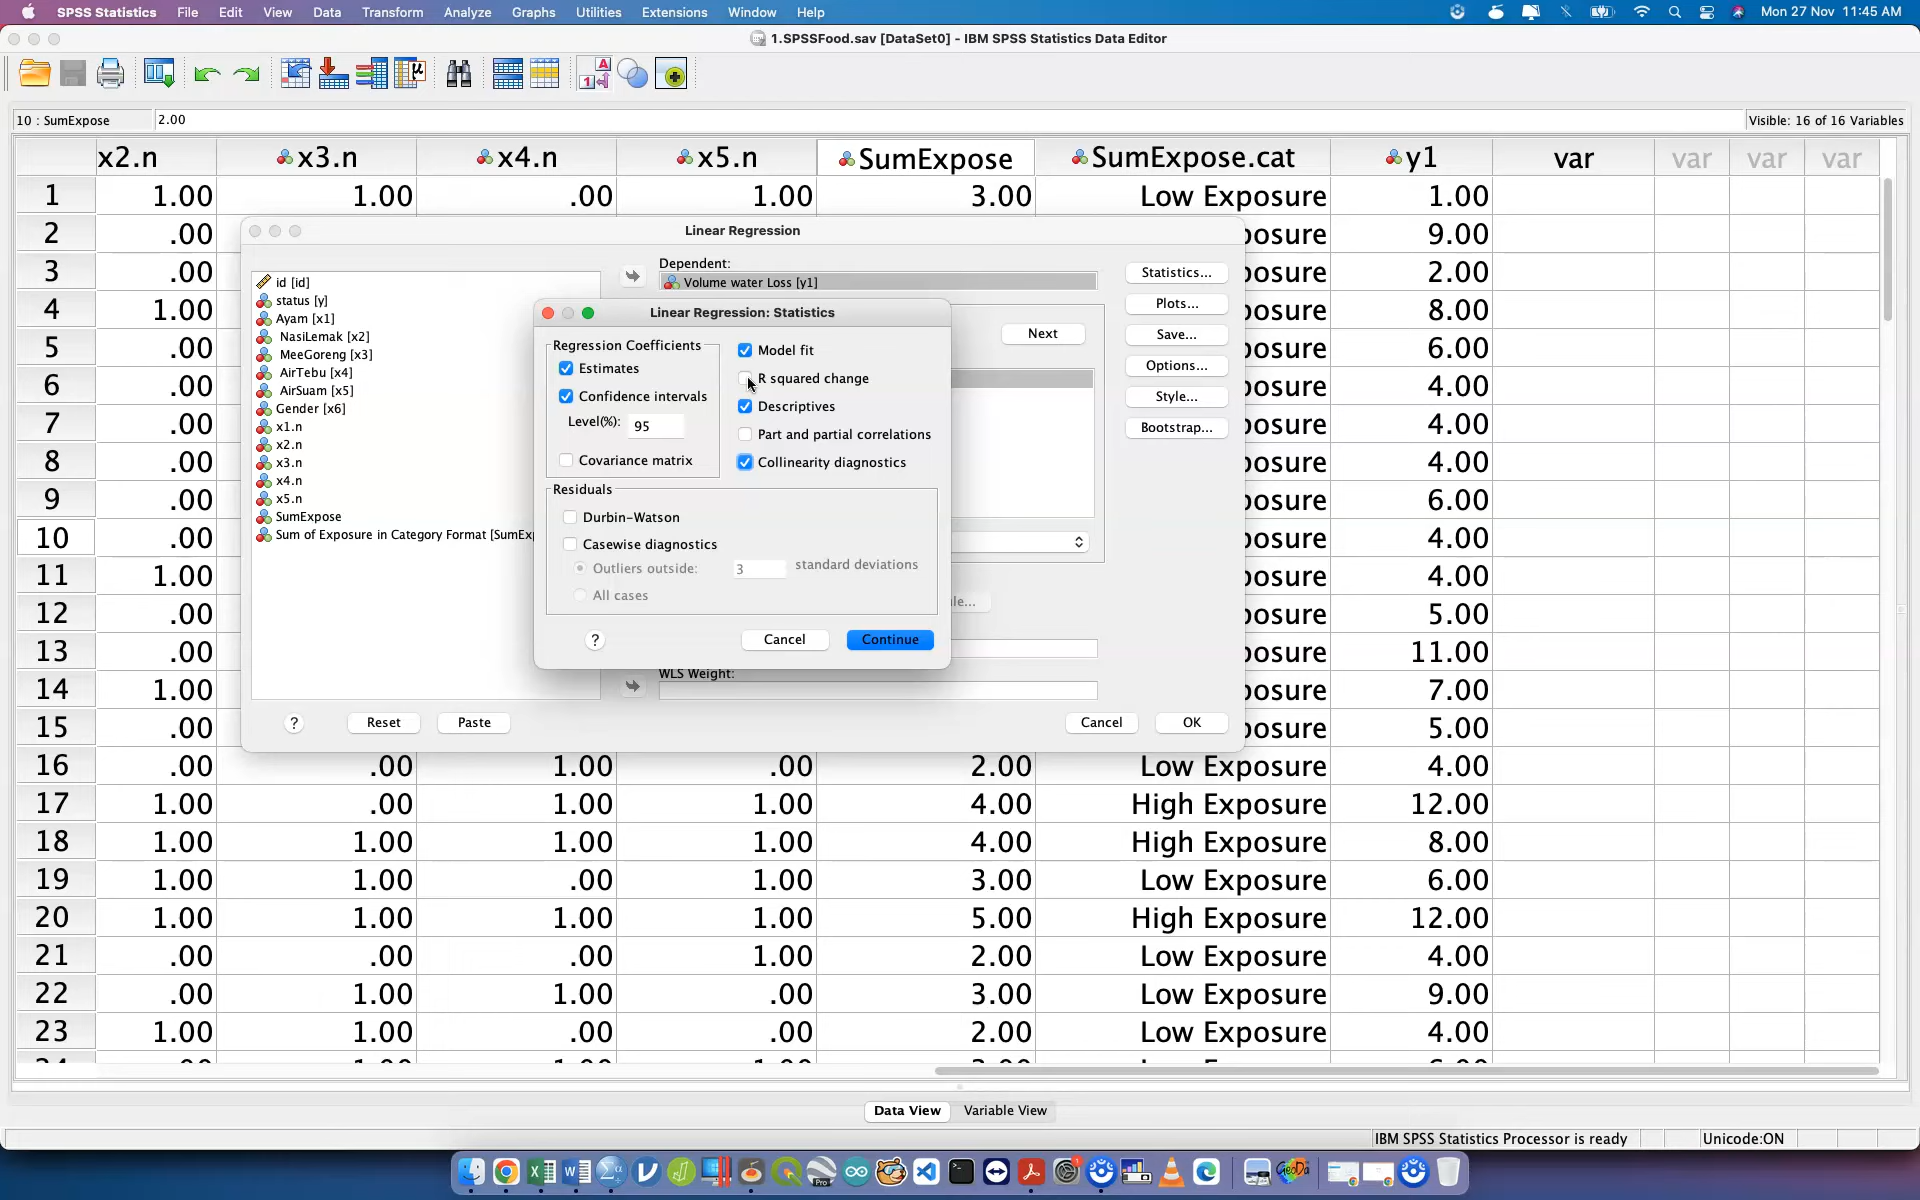 SPSS Statistics File Edit View Data Transform Analyze Graphs Utilities Extensions Window Help Mon 27 Nov 11:45 AM
1.SPSSFood.sav [DataSet0] - IBM SPSS Statistics Data Editor
10 : SumExpose 2.00 Visible: 16 of 16 Variables
x2.n x3.n x4.n x5.n SumExpose SumExpose.cat y1 var var var var
1 1.00 1.00 .00 1.00 3.00 Low Exposure 1.00
2 .00 posure 9.00
3 .00 posure 2.00
4 1.00 posure 8.00
5 .00 posure 6.00
6 .00 posure 4.00
7 .00 posure 4.00
8 .00 posure 4.00
9 .00 posure 6.00
10 .00 posure 4.00
11 1.00 posure 4.00
12 .00 posure 5.00
13 .00 posure 11.00
14 1.00 posure 7.00
15 .00 posure 5.00
16 .00 .00 1.00 .00 2.00 Low Exposure 4.00
17 1.00 .00 1.00 1.00 4.00 High Exposure 12.00
18 1.00 1.00 1.00 1.00 4.00 High Exposure 8.00
19 1.00 1.00 .00 1.00 3.00 Low Exposure 6.00
20 1.00 1.00 1.00 1.00 5.00 High Exposure 12.00
21 .00 .00 .00 1.00 2.00 Low Exposure 4.00
22 .00 1.00 1.00 .00 3.00 Low Exposure 9.00
23 1.00 1.00 .00 .00 2.00 Low Exposure 4.00
Linear Regression
id [id]
status [y]
Ayam [x1]
NasiLemak [x2]
MeeGoreng [x3]
AirTebu [x4]
AirSuam [x5]
Gender [x6]
x1.n
x2.n
x3.n
x4.n
x5.n
SumExpose
Sum of Exposure in Category Format [SumEx
Dependent:
Volume water Loss [y1]
Next
WLS Weight:
Statistics...
Plots...
Save...
Options...
Style...
Bootstrap...
? Reset Paste Cancel OK
Linear Regression: Statistics
Regression Coefficients
Estimates
Confidence intervals
Level(%): 95
Covariance matrix
Model fit
R squared change
Descriptives
Part and partial correlations
Collinearity diagnostics
Residuals
Durbin-Watson
Casewise diagnostics
Outliers outside: 3 standard deviations
All cases
? Cancel Continue
Data View Variable View
IBM SPSS Statistics Processor is ready Unicode:ON